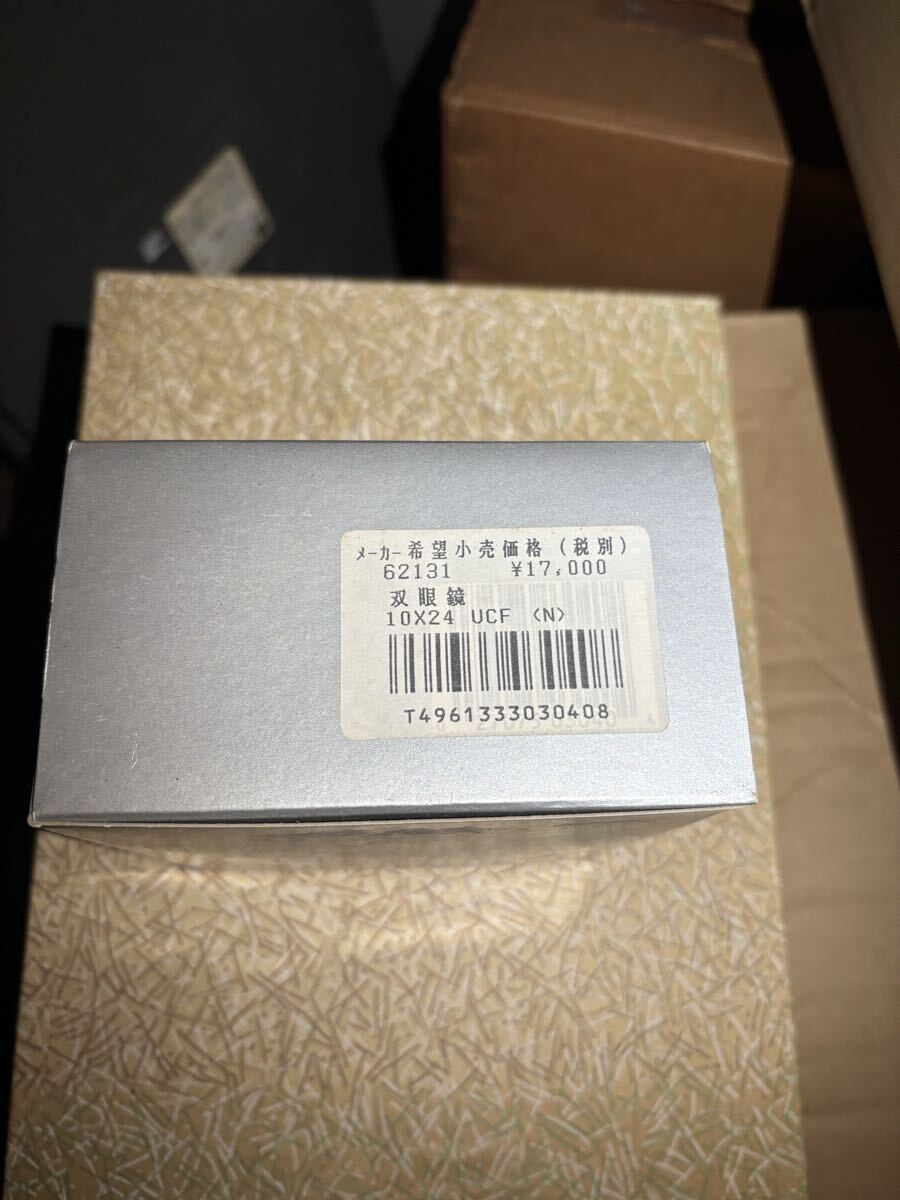 メーカー希望小売価格(税別)
62131 ¥17,000
双眼鏡
10X24 UCF 〈N〉
T4961333030408